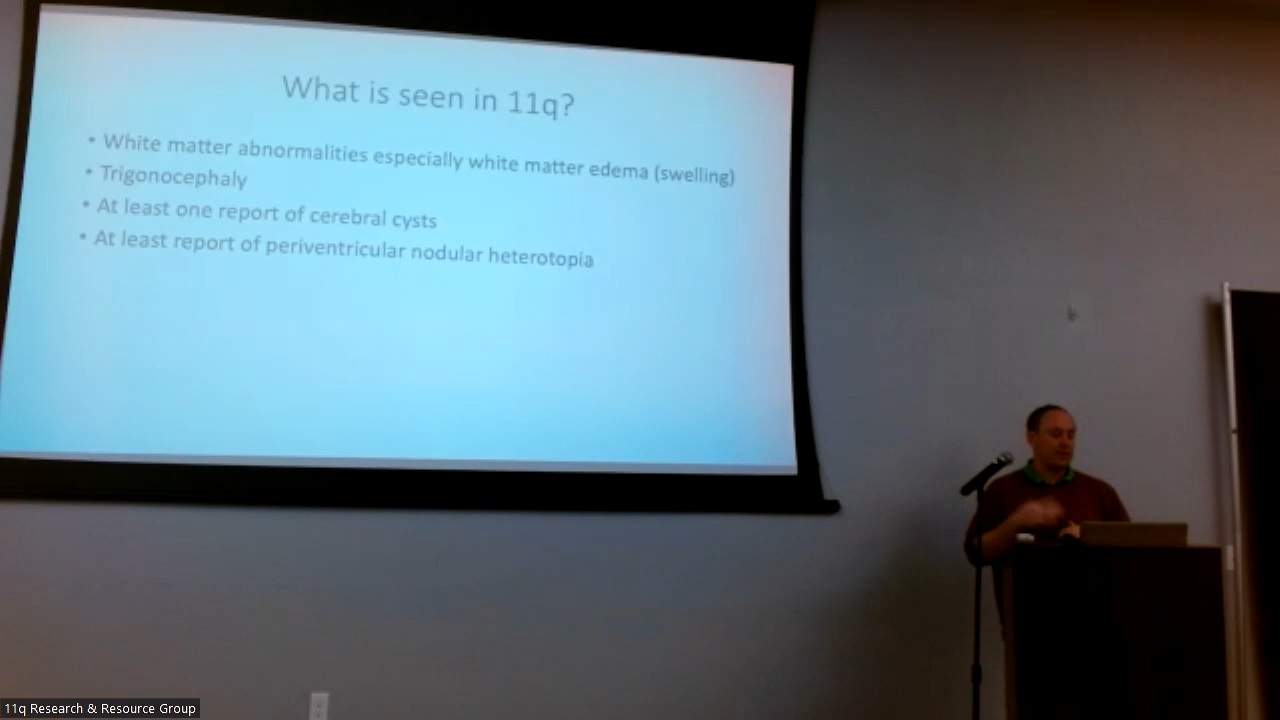 What is seen in 11q?
• White matter abnormalities especially white matter edema (swelling)
• Trigonocephaly
• At least one report of cerebral cysts
• At least report of periventricular nodular heterotopia
11q Research & Resource Group